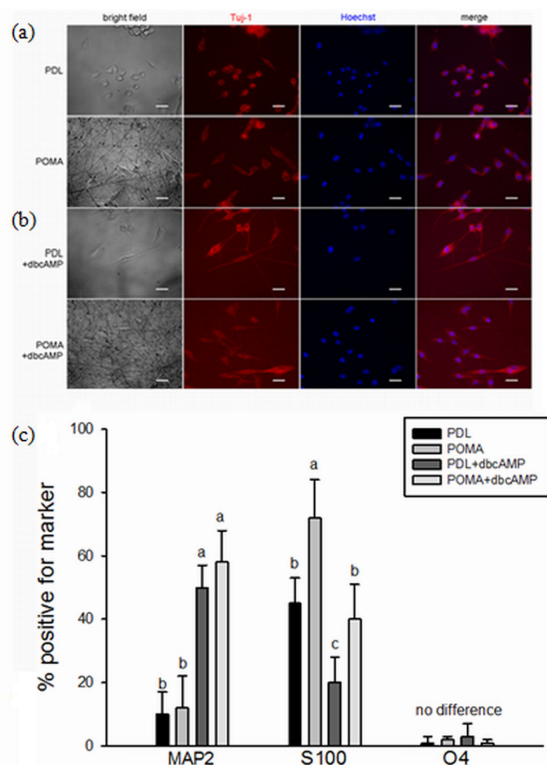 (a)
bright field Tuj-1 Hoechst merge
PDL
POMA
(b)
PDL
+dbcAMP
POMA
+dbcAMP
(c)
% positive for marker
100
80
60
40
20
0
PDL
POMA
PDL+dbcAMP
POMA+dbcAMP
b b a a
b a c b
no difference
MAP2 S100 O4